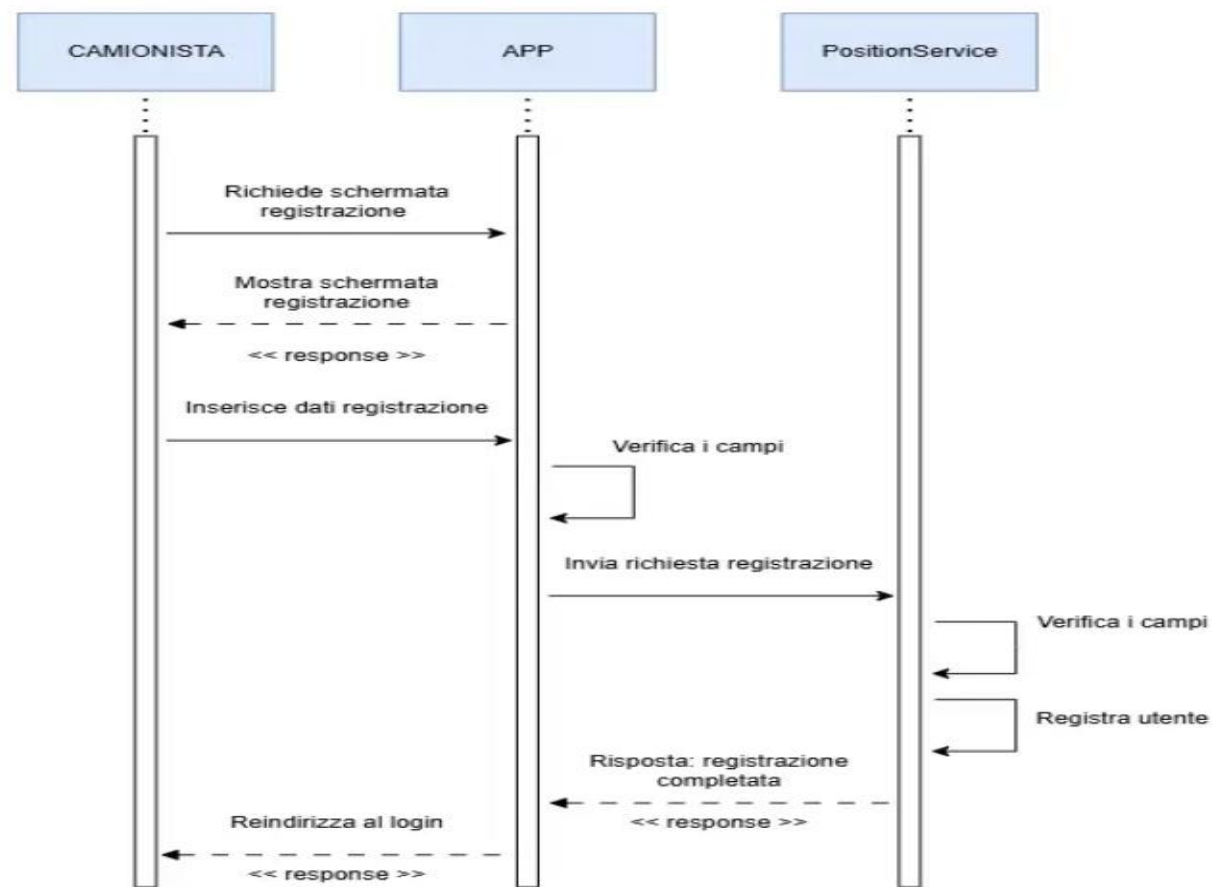 CAMIONISTA
APP
PositionService
Richiede schermata
registrazione
Mostra schermata
registrazione
<< response >>
Inserisce dati registrazione
Verifica i campi
Invia richiesta registrazione
Verifica i campi
Registra utente
Risposta: registrazione
completata
<< response >>
Reindirizza al login
<< response >>